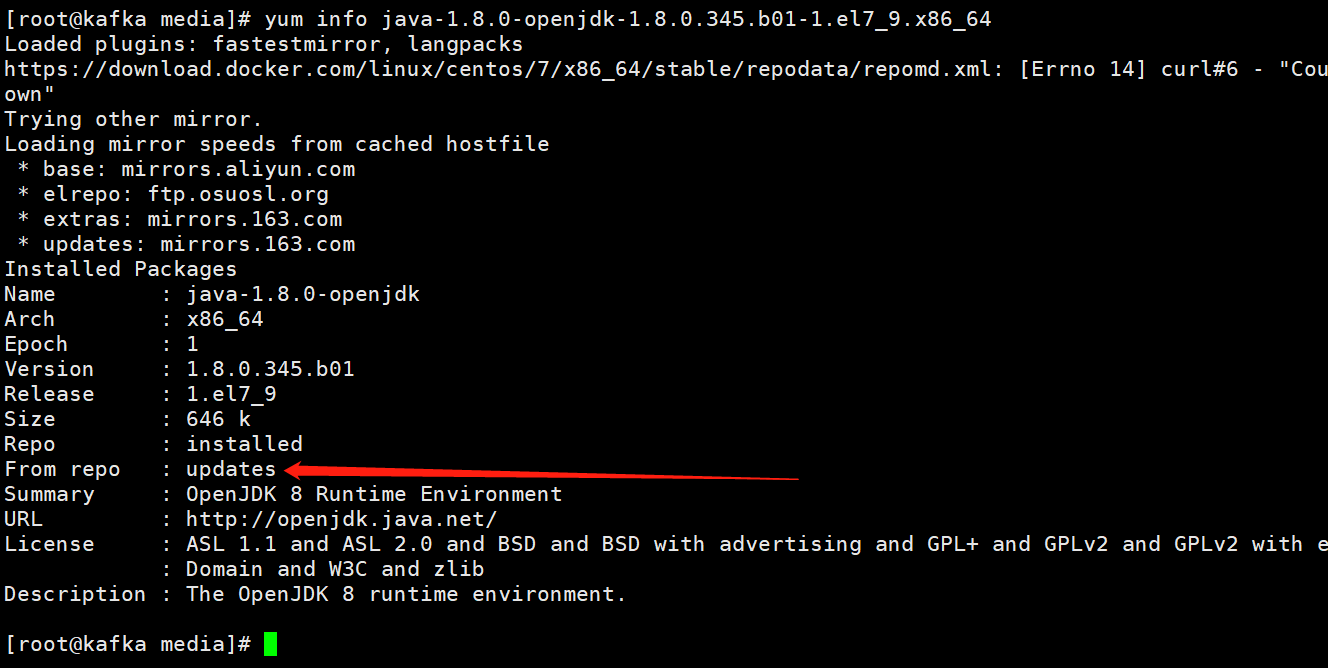 [root@kafka media]# yum info java-1.8.0-openjdk-1.8.0.345.b01-1.el7_9.x86_64
Loaded plugins: fastestmirror, langpacks
https://download.docker.com/linux/centos/7/x86_64/stable/repodata/repomd.xml: [Errno 14] curl#6 - "Cou
own"
Trying other mirror.
Loading mirror speeds from cached hostfile
 * base: mirrors.aliyun.com
 * elrepo: ftp.osuosl.org
 * extras: mirrors.163.com
 * updates: mirrors.163.com
Installed Packages
Name        : java-1.8.0-openjdk
Arch        : x86_64
Epoch       : 1
Version     : 1.8.0.345.b01
Release     : 1.el7_9
Size        : 646 k
Repo        : installed
From repo   : updates
Summary     : OpenJDK 8 Runtime Environment
URL         : http://openjdk.java.net/
License     : ASL 1.1 and ASL 2.0 and BSD and BSD with advertising and GPL+ and GPLv2 and GPLv2 with e
            : Domain and W3C and zlib
Description : The OpenJDK 8 runtime environment.
[root@kafka media]#